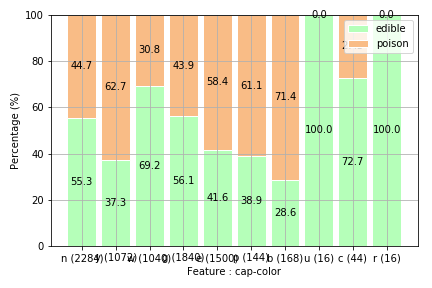 100
80
60
40
20
0
Percentage (%)
0.0
0.0
edible
poison
44.7
62.7
30.8
43.9
58.4
61.1
71.4
55.3
37.3
69.2
56.1
41.6
38.9
28.6
100.0
72.7
100.0
n (2284)
y (1072)
w (1040)
g (1840)
e (1500)
p (144)
b (168)
u (16)
c (44)
r (16)
Feature : cap-color